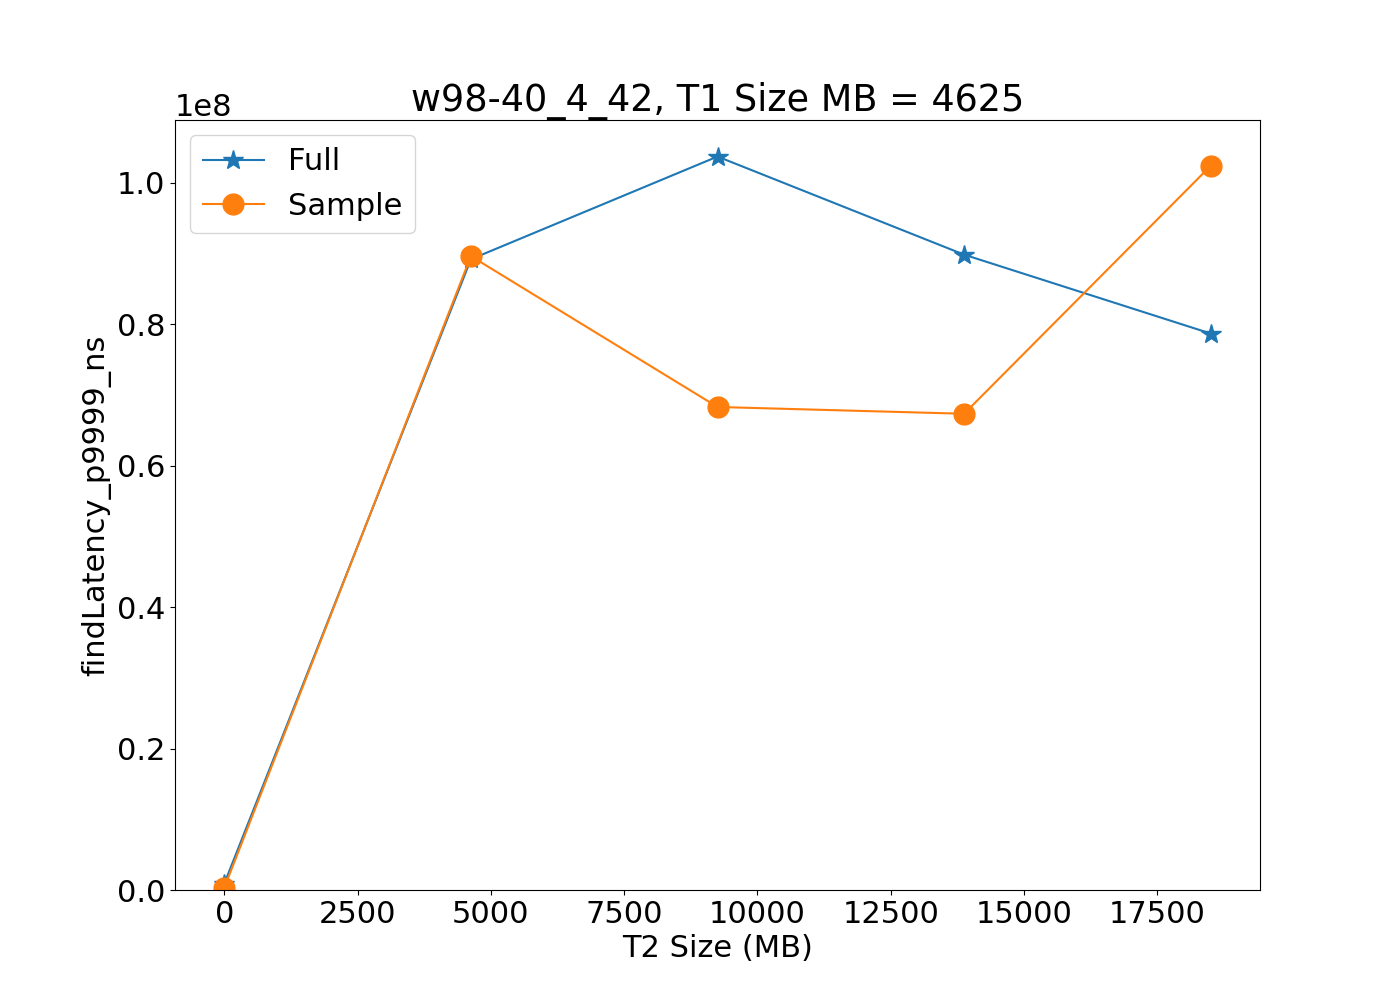 w98-40_4_42, T1 Size MB = 4625
1e8
Full
Sample
1.0
0.8
0.6
0.4
0.2
0.0
findLatency_p9999_ns
0 2500 5000 7500 10000 12500 15000 17500
T2 Size (MB)